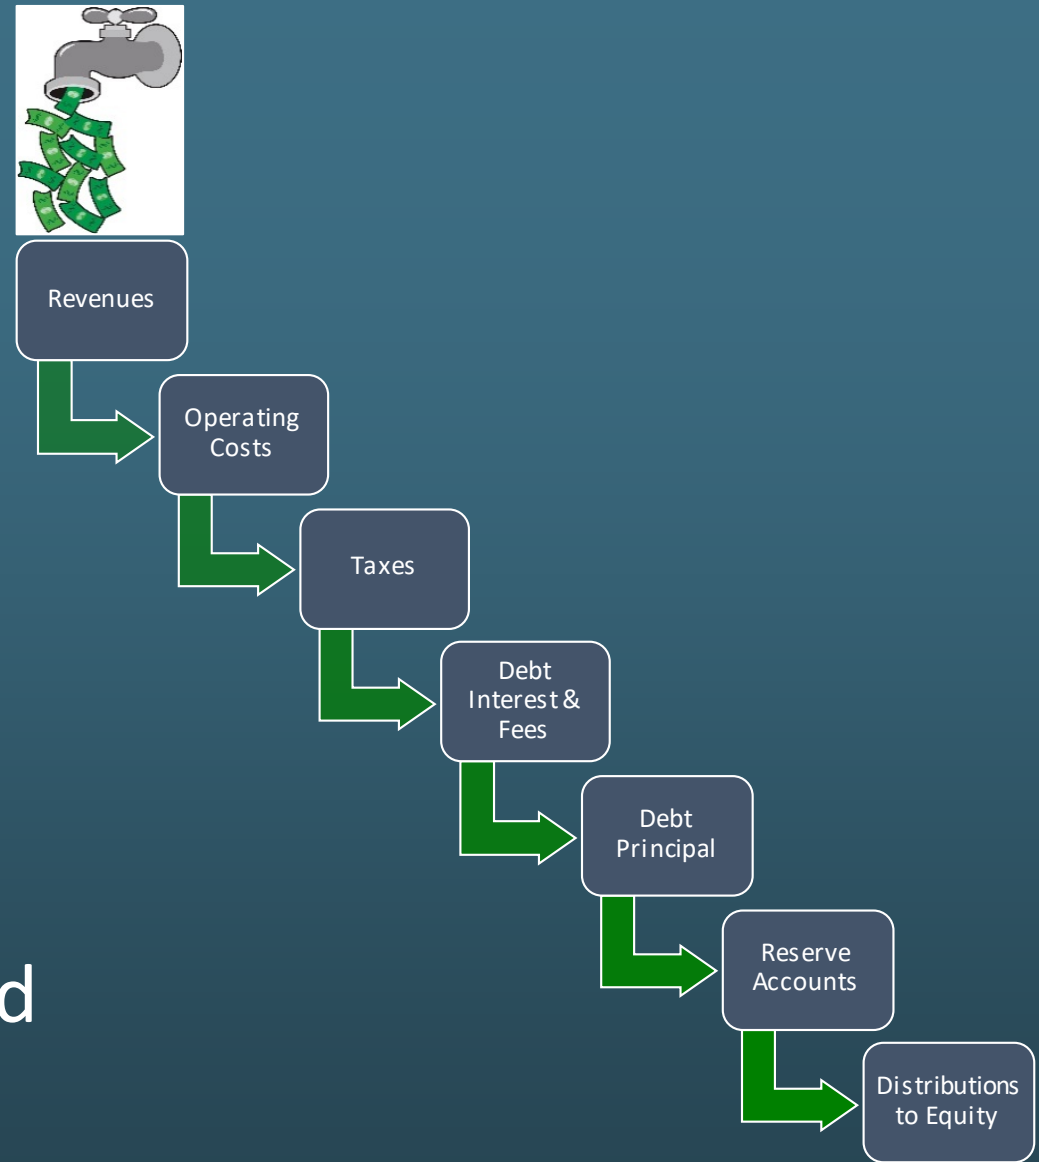 Revenues
Operating
Costs
Taxes
Debt
Interest &
Fees
Debt
Principal
Reserve
Accounts
d
Distributions
to Equity